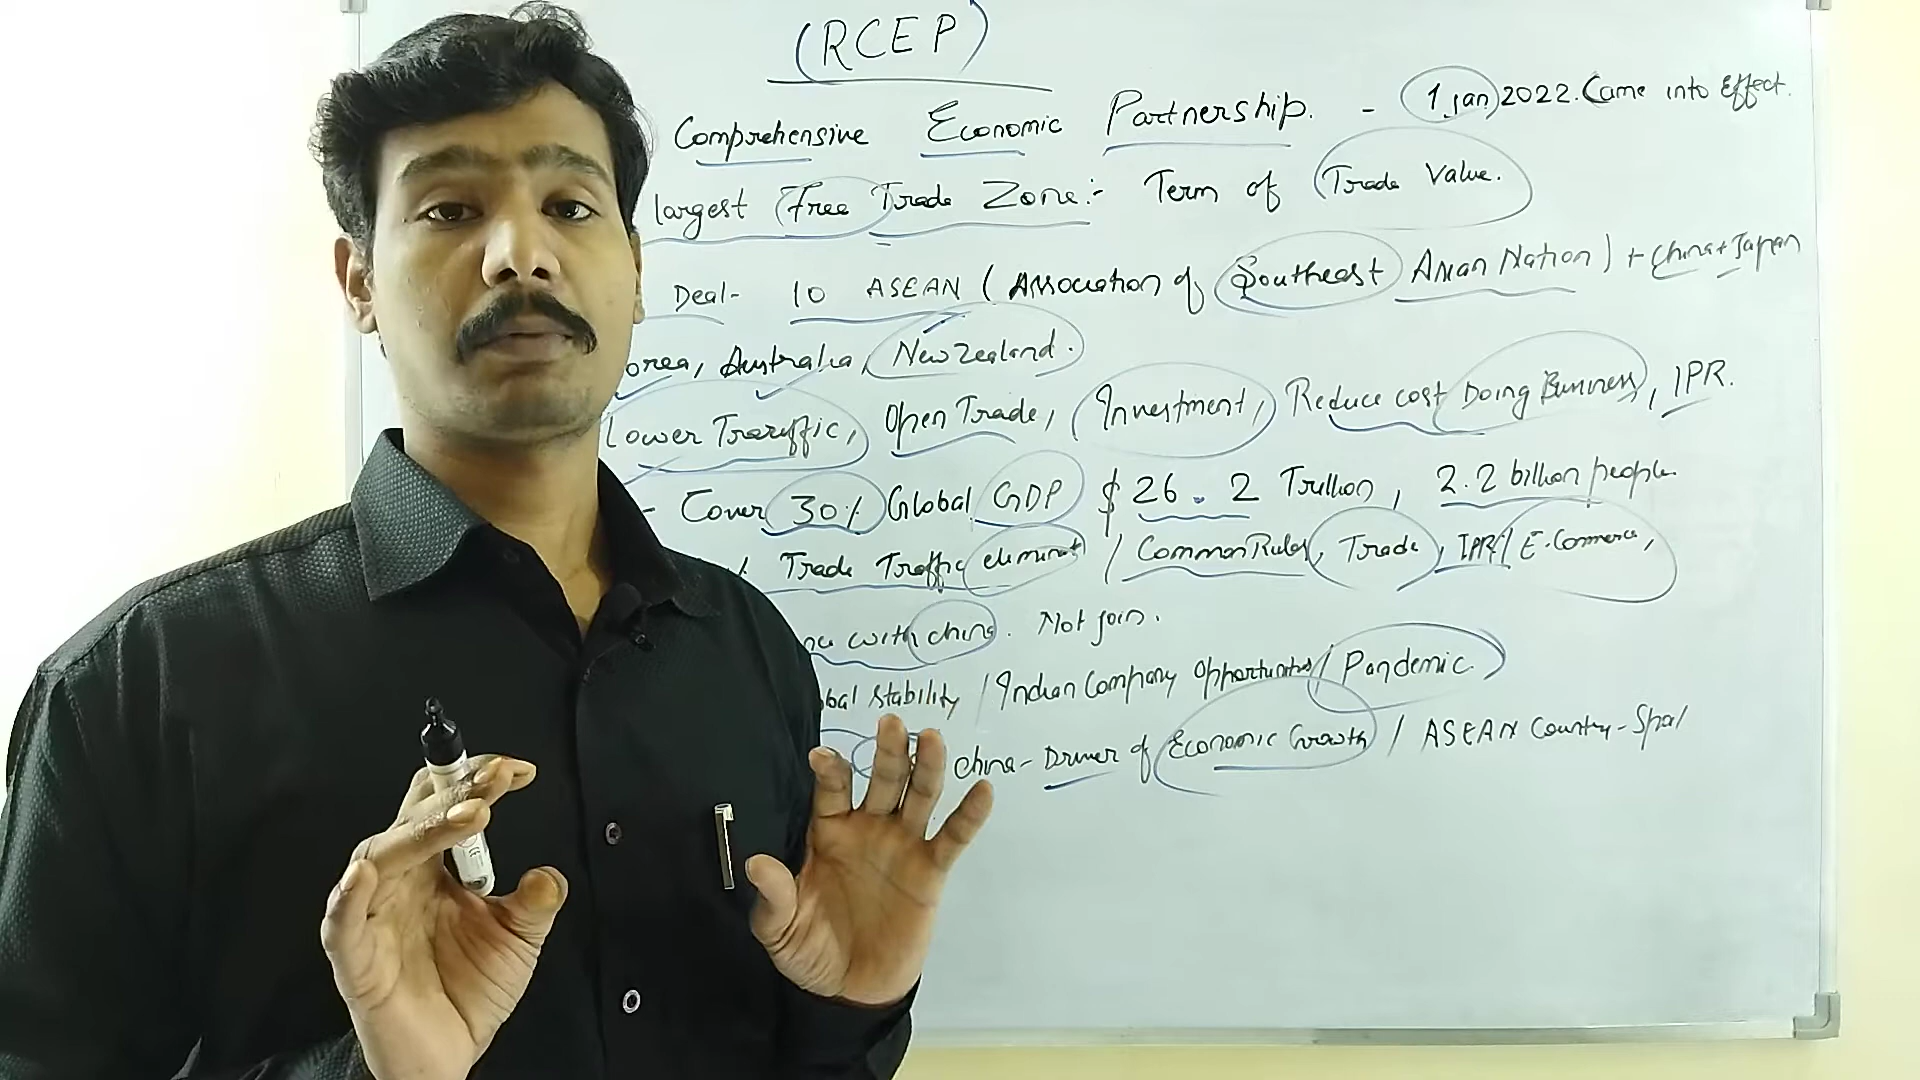 (RCEP)
Comprehensive Economic Partnership. - 1 Jan 2022. Came into Effect.
largest Free Trade Zone:- Term of Trade Value.
Deal- 10 ASEAN (Association of Southeast Asian Nation) + China + Japan
orea, Australia, New Zealand.
Lower Trariffic, Open Trade, Investment, Reduce cost Doing Business, IPR.
- Cover 30% Global GDP $26.2 Trillion, 2.2 billion people.
% Trade Traffic eliminat / Common Rules, Trade, IPR / E-Commerce,
with China. Not join.
bal Stability / Indian Company Opportunities / Pandemic
China - Driver of Economic Growth / ASEAN Country -